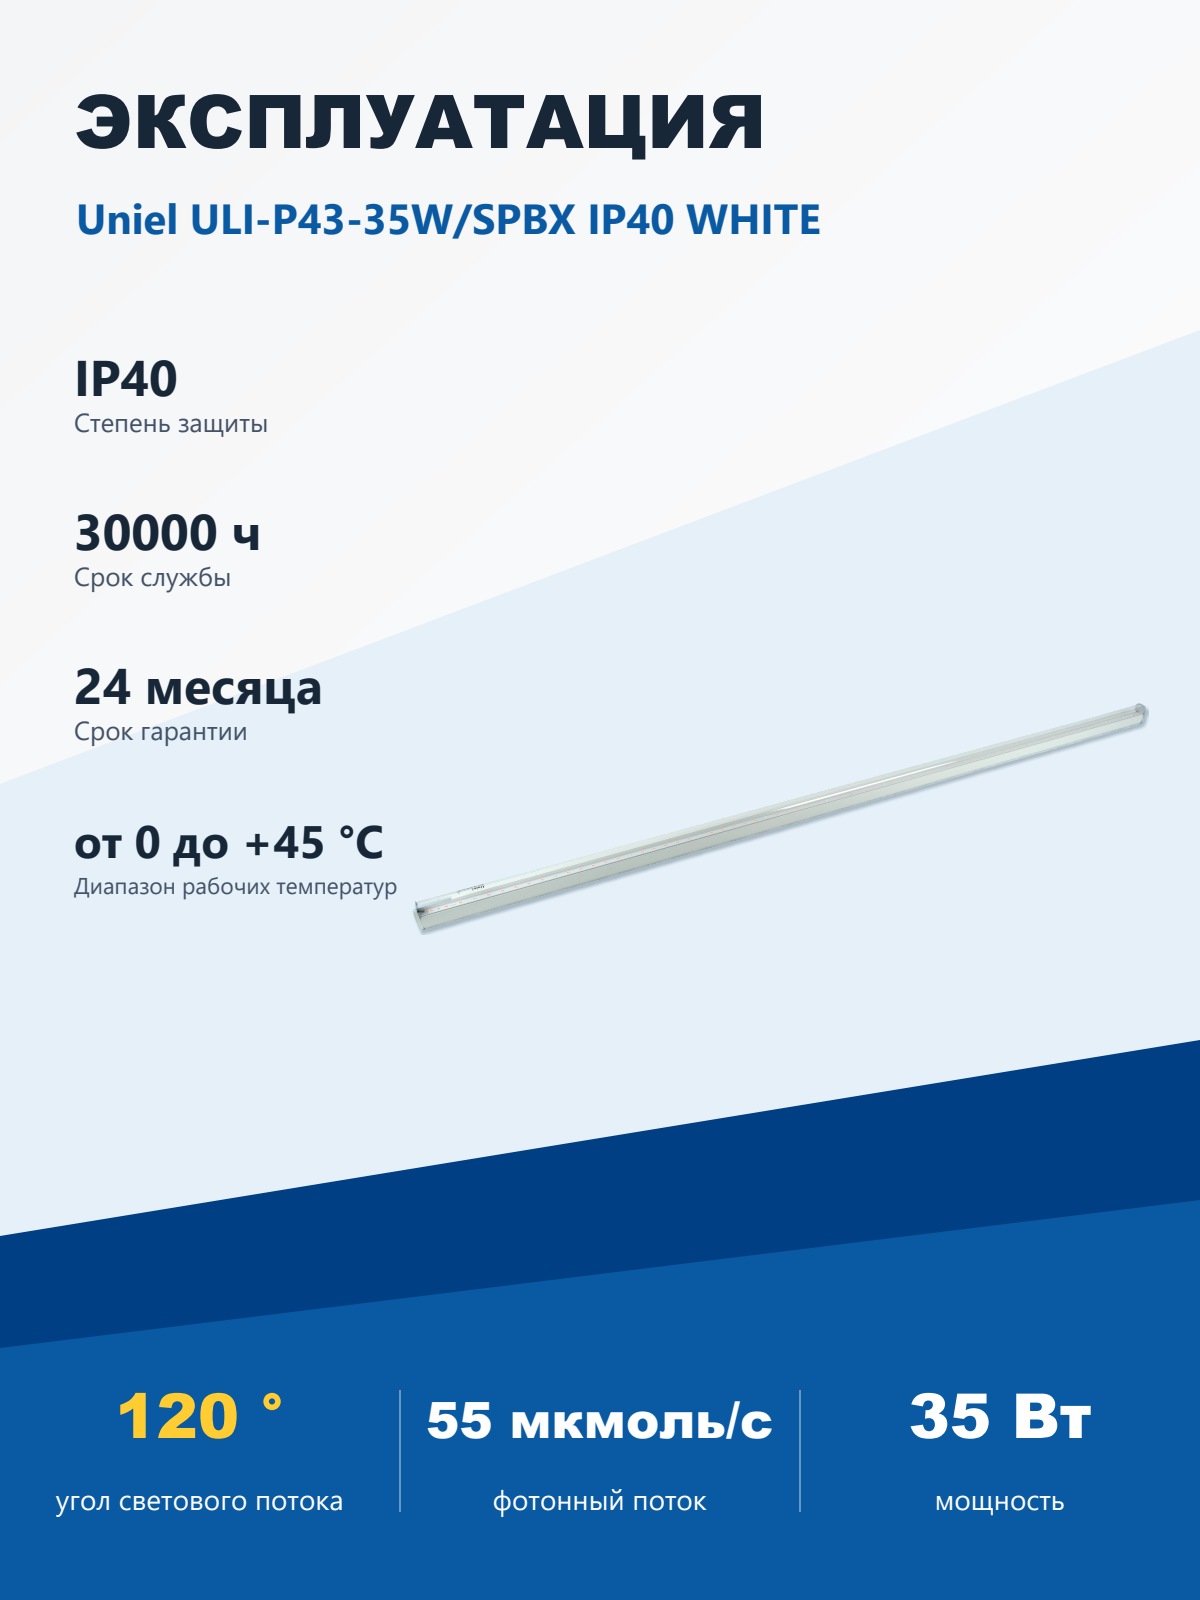 ЭКСПЛУАТАЦИЯ
Uniel ULI-P43-35W/SPBX IP40 WHITE
IP40
Степень защиты
30000 ч
Срок службы
24 месяца
Срок гарантии
от 0 до +45 °C
Диапазон рабочих температур
120 °
угол светового потока
55 мкмоль/с
фотонный поток
35 Вт
мощность